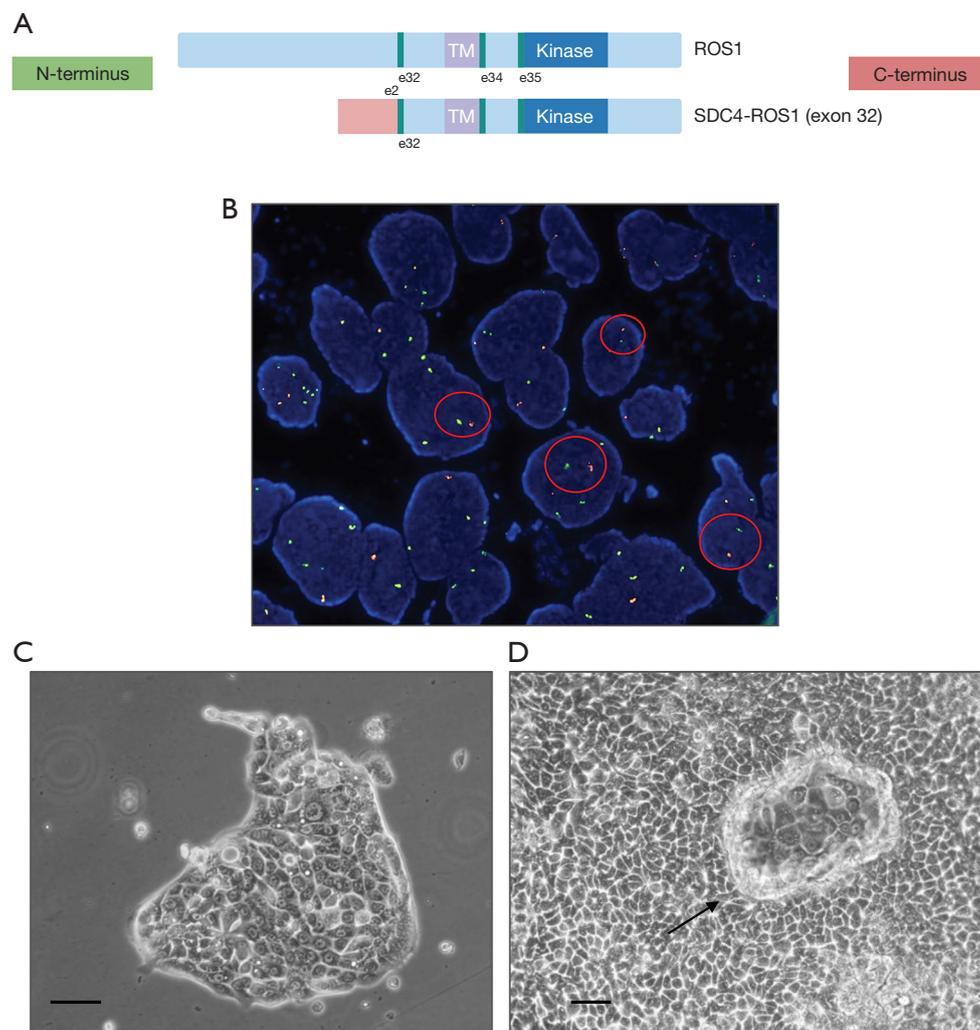 A
TM
Kinase
ROS1
N-terminus
C-terminus
e32
e34
e35
e2
TM
Kinase
SDC4-ROS1 (exon 32)
e32
B
C
D